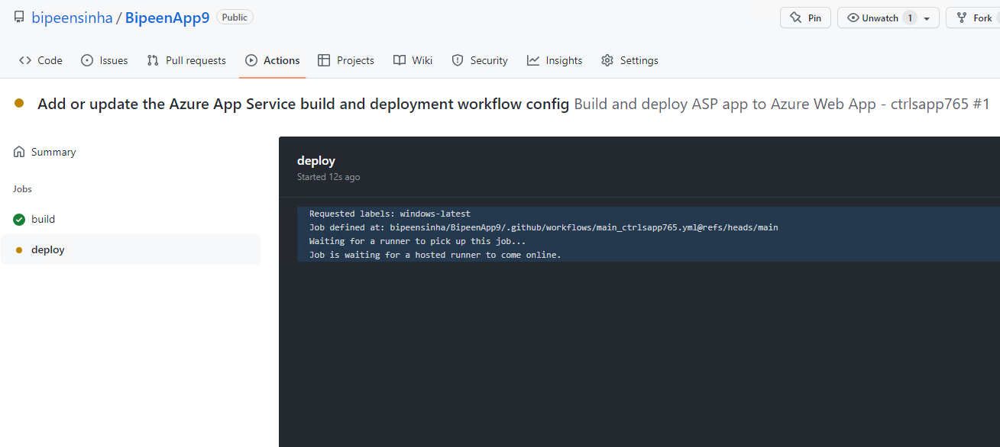 bipeensinha / BipeenApp9 Public
Pin Unwatch 1 Fork
Code Issues Pull requests Actions Projects Wiki Security Insights Settings
Add or update the Azure App Service build and deployment workflow config Build and deploy ASP app to Azure Web App - ctrlsapp765 #1
Summary
Jobs
build
deploy
deploy
Started 12s ago
Requested labels: windows-latest
Job defined at: bipeensinha/BipeenApp9/.github/workflows/main_ctrlsapp765.yml@refs/heads/main
Waiting for a runner to pick up this job...
Job is waiting for a hosted runner to come online.